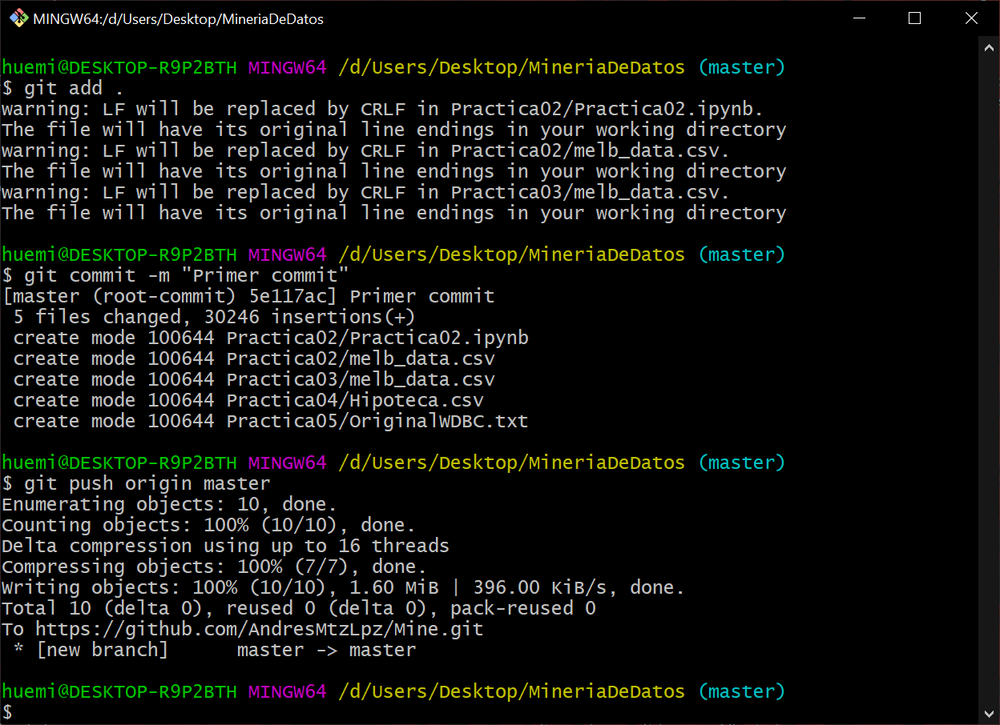 MINGW64:/d/Users/Desktop/MineriaDeDatos
huemi@DESKTOP-R9P2BTH MINGW64 /d/Users/Desktop/MineriaDeDatos (master)
$ git add .
warning: LF will be replaced by CRLF in Practica02/Practica02.ipynb.
The file will have its original line endings in your working directory
warning: LF will be replaced by CRLF in Practica02/melb_data.csv.
The file will have its original line endings in your working directory
warning: LF will be replaced by CRLF in Practica03/melb_data.csv.
The file will have its original line endings in your working directory
huemi@DESKTOP-R9P2BTH MINGW64 /d/Users/Desktop/MineriaDeDatos (master)
$ git commit -m "Primer commit"
[master (root-commit) 5e117ac] Primer commit
 5 files changed, 30246 insertions(+)
 create mode 100644 Practica02/Practica02.ipynb
 create mode 100644 Practica02/melb_data.csv
 create mode 100644 Practica03/melb_data.csv
 create mode 100644 Practica04/Hipoteca.csv
 create mode 100644 Practica05/OriginalWDBC.txt
huemi@DESKTOP-R9P2BTH MINGW64 /d/Users/Desktop/MineriaDeDatos (master)
$ git push origin master
Enumerating objects: 10, done.
Counting objects: 100% (10/10), done.
Delta compression using up to 16 threads
Compressing objects: 100% (7/7), done.
Writing objects: 100% (10/10), 1.60 MiB | 396.00 KiB/s, done.
Total 10 (delta 0), reused 0 (delta 0), pack-reused 0
To https://github.com/AndresMtzLpz/Mine.git
 * [new branch]      master -> master
huemi@DESKTOP-R9P2BTH MINGW64 /d/Users/Desktop/MineriaDeDatos (master)
$